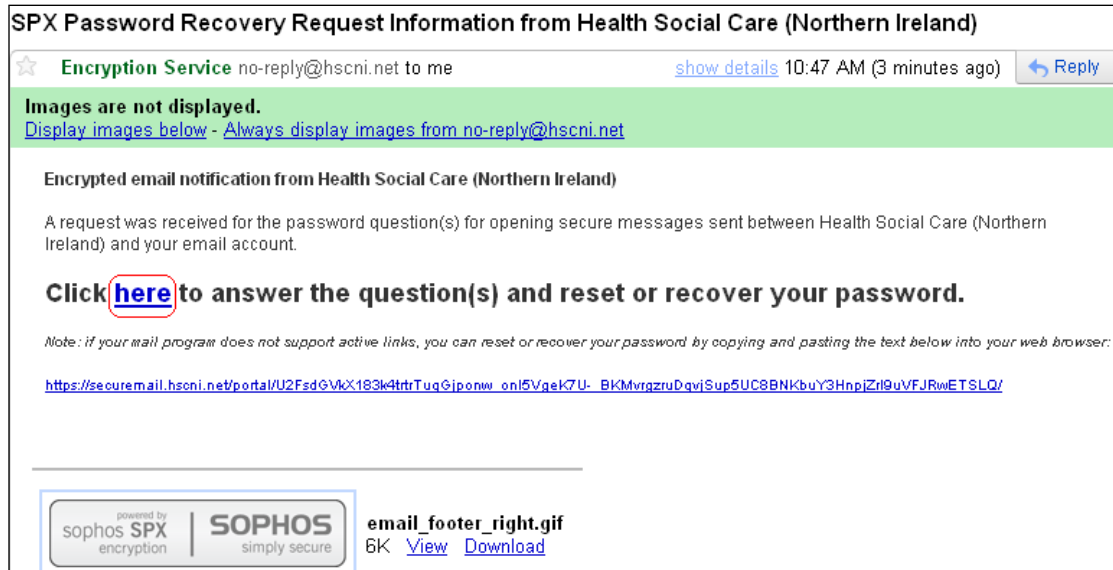 SPX Password Recovery Request Information from Health Social Care (Northern Ireland)
Encryption Service no-reply@hscni.net to me show details 10:47 AM (3 minutes ago) Reply
Images are not displayed.
Display images below - Always display images from no-reply@hscni.net
Encrypted email notification from Health Social Care (Northern Ireland)
A request was received for the password question(s) for opening secure messages sent between Health Social Care (Northern
Ireland) and your email account.
Click here to answer the question(s) and reset or recover your password.
Note: if your mail program does not support active links, you can reset or recover your password by copying and pasting the text below into your web browser:
https://securemail.hscni.net/portal/
powered by
sophos SPX
encryption
SOPHOS
simply secure
email_footer_right.gif
6K View Download